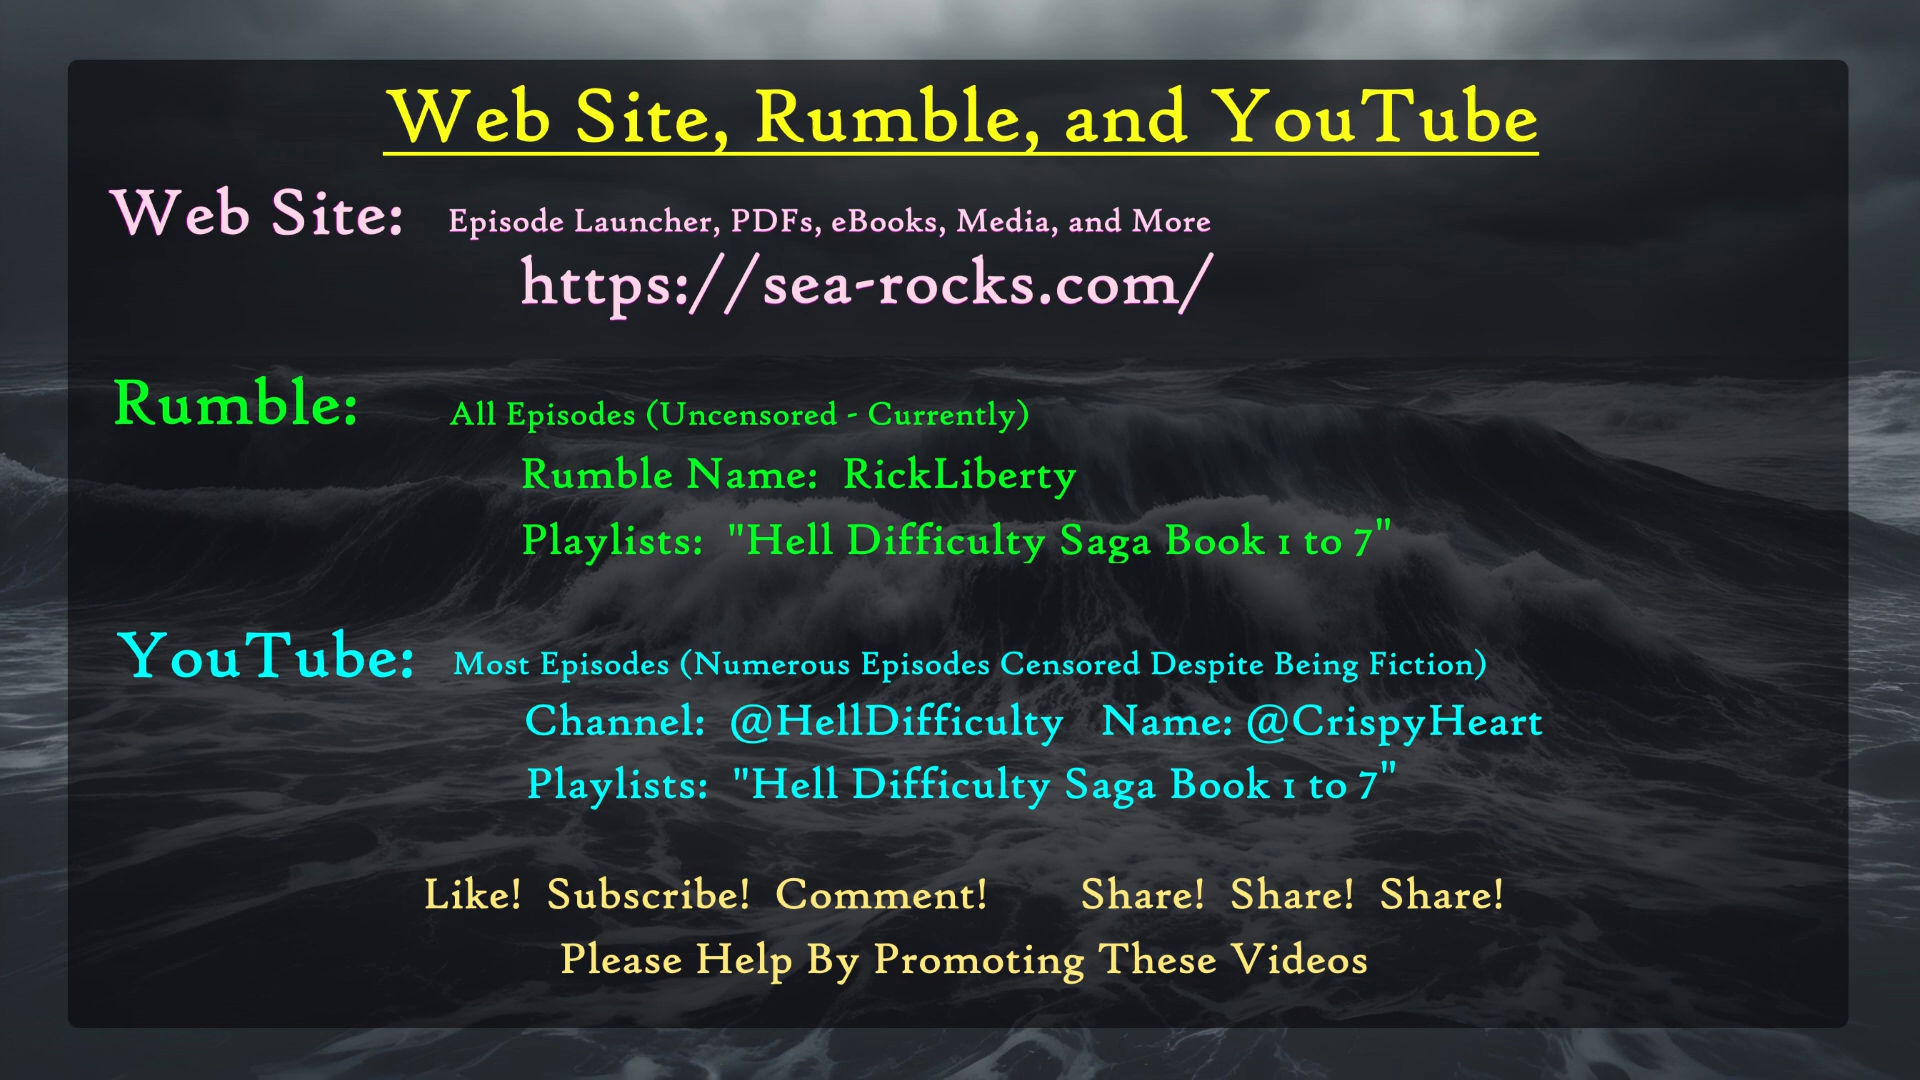 Web Site, Rumble, and YouTube
Web Site: Episode Launcher, PDFs, eBooks, Media, and More
https://sea-rocks.com/
Rumble: All Episodes (Uncensored - Currently)
Rumble Name: RickLiberty
Playlists: "Hell Difficulty Saga Book 1 to 7"
YouTube: Most Episodes (Numerous Episodes Censored Despite Being Fiction)
Channel: @HellDifficulty Name: @CrispyHeart
Playlists: "Hell Difficulty Saga Book 1 to 7"
Like! Subscribe! Comment! Share! Share! Share!
Please Help By Promoting These Videos